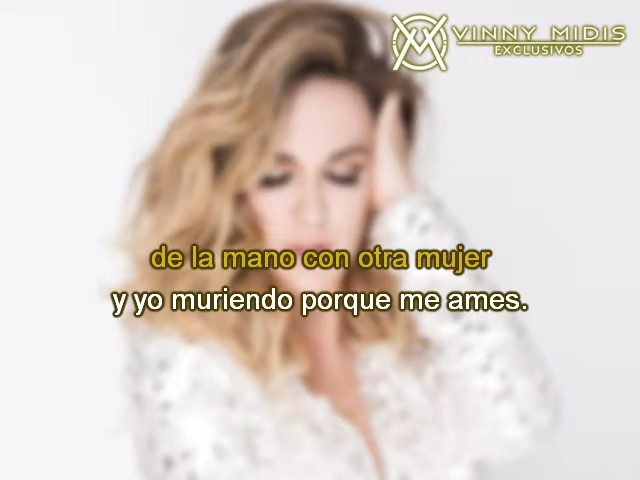 VINNY MIDIS
EXCLUSIVOS
de la mano con otra mujer
y yo muriendo porque me ames.